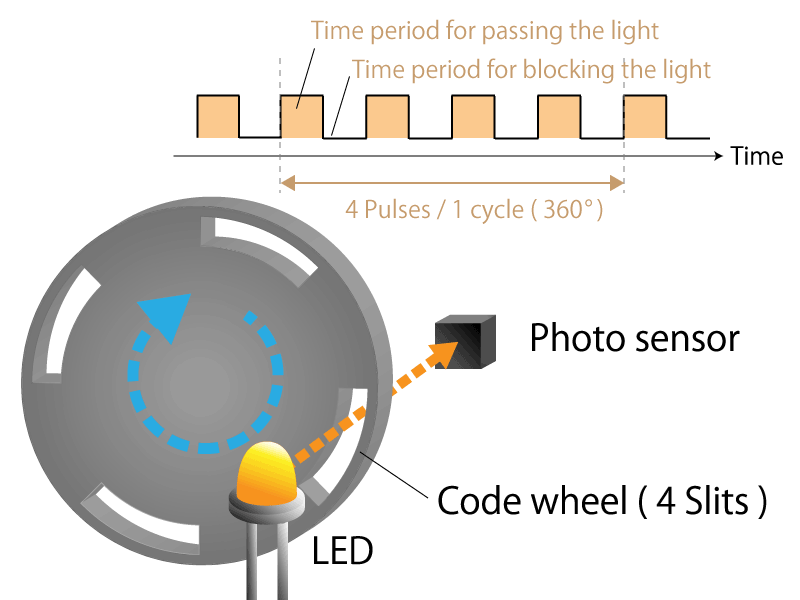 Time period for passing the light
Time period for blocking the light
Time
4 Pulses / 1 cycle ( 360° )
Photo sensor
Code wheel ( 4 Slits )
LED